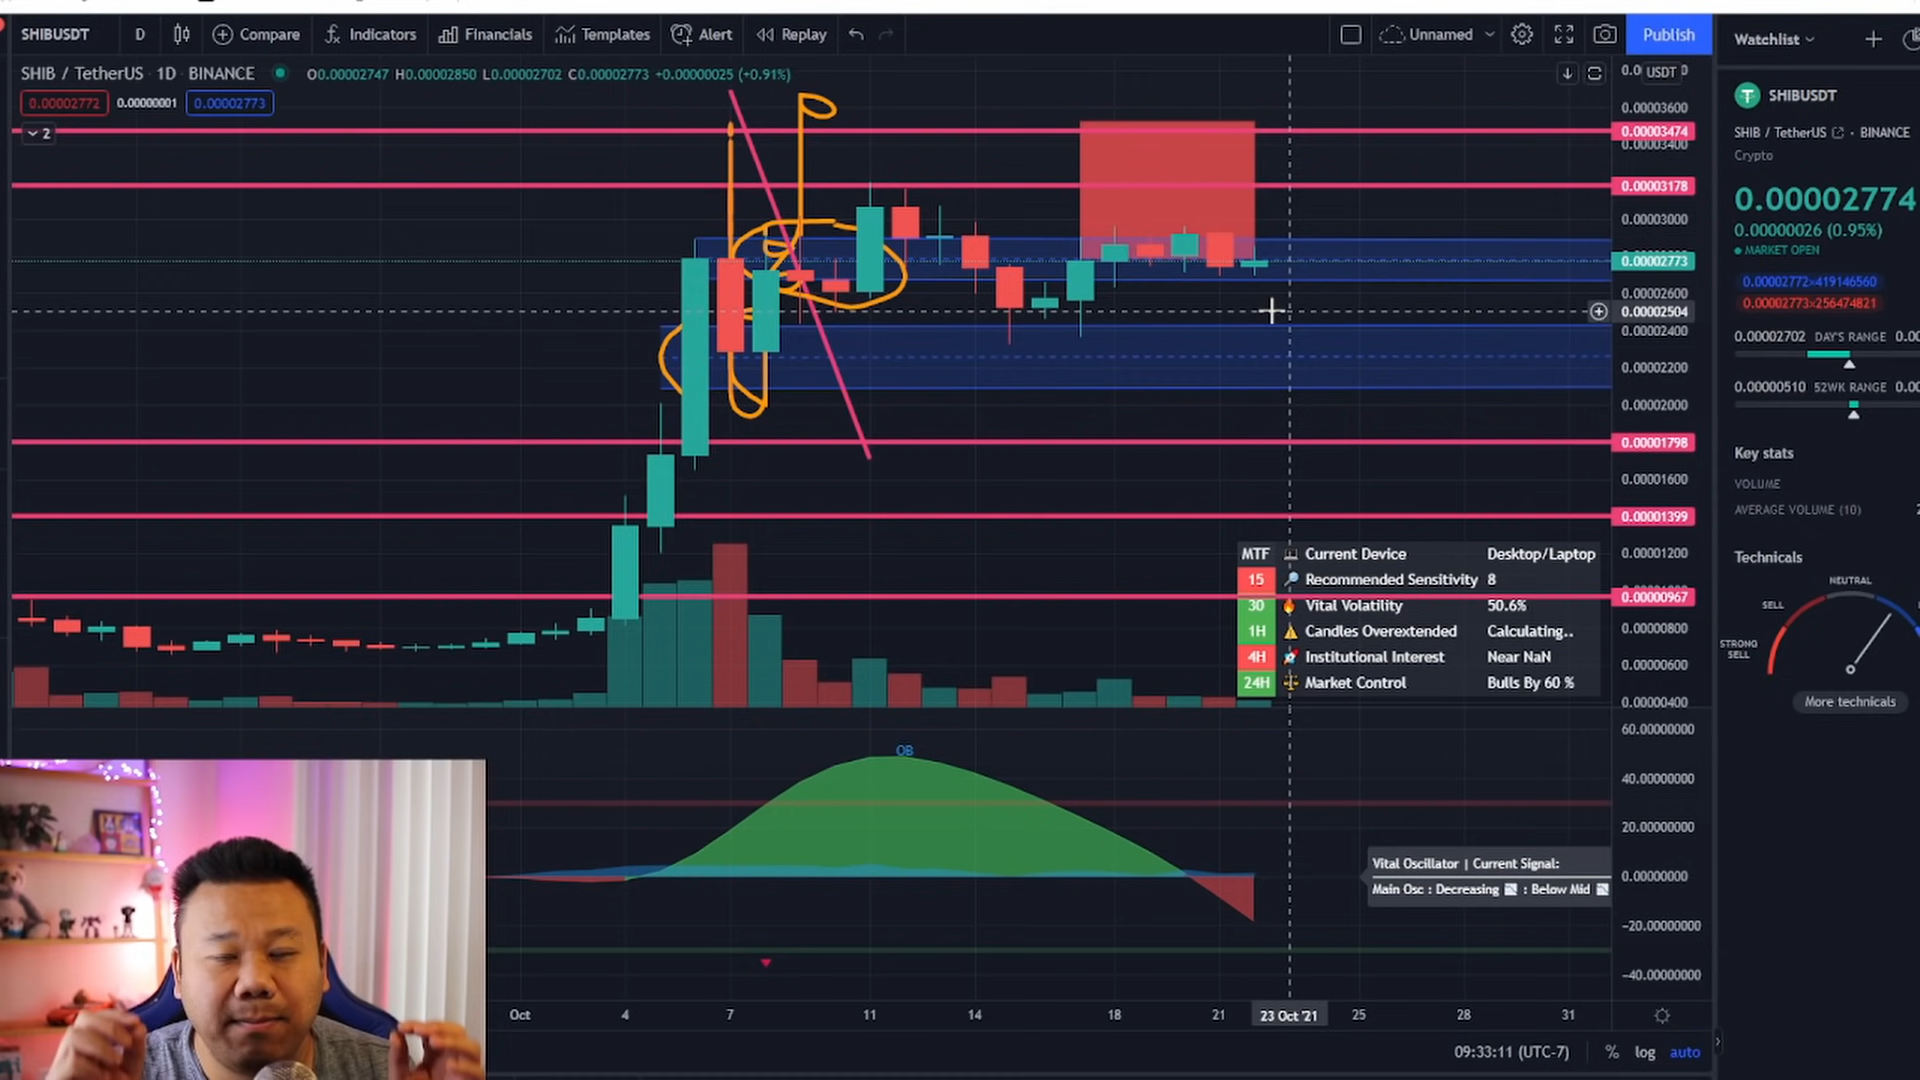 SHIBUSDT D Compare Indicators Financials Templates Alert Replay Unnamed Publish
SHIB / TetherUS 1D BINANCE O0.00002747 H0.00002850 L0.00002702 C0.00002773 +0.00000025 (+0.91%)
0.00002772 0.00000001 0.00002773
2
USDT
0.00003600
0.00003474
0.00003400
0.00003178
0.00003000
0.00002773
0.00002600
0.00002504
0.00002400
0.00002200
0.00002000
0.00001798
0.00001600
0.00001399
0.00001200
0.00000967
0.00000800
0.00000600
0.00000400
MTF Current Device Desktop/Laptop
15 Recommended Sensitivity 8
30 Vital Volatility 50.6%
1H Candles Overextended Calculating..
4H Institutional Interest Near NaN
24H Market Control Bulls By 60 %
OB
60.00000000
40.00000000
20.00000000
0.00000000
-20.00000000
-40.00000000
Vital Oscillator | Current Signal:
Main Osc : Decreasing : Below Mid
Oct 4 7 11 14 18 21 23 Oct '21 25 28 31
09:33:11 (UTC-7) % log auto
Watchlist
SHIBUSDT
SHIB / TetherUS · BINANCE
Crypto
0.00002774
0.00000026 (0.95%)
MARKET OPEN
0.00002772×419146560
0.00002773×256474821
0.00002702 DAY'S RANGE
0.00000510 52WK RANGE
Key stats
VOLUME
AVERAGE VOLUME (10)
Technicals
NEUTRAL
SELL
STRONG
SELL
More technicals